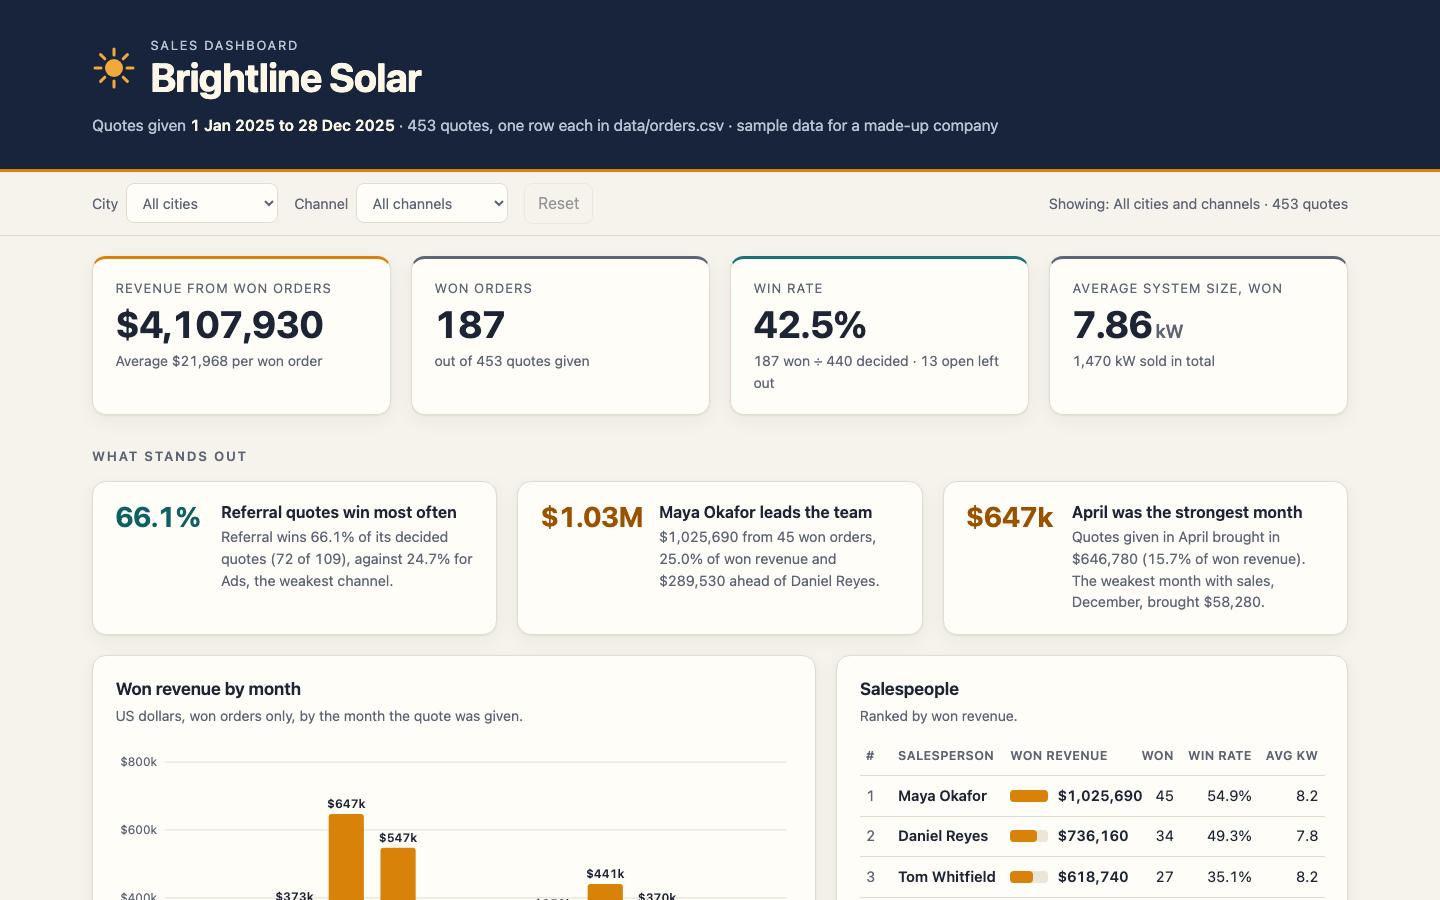 SALES DASHBOARD
Brightline Solar
Quotes given 1 Jan 2025 to 28 Dec 2025 · 453 quotes, one row each in data/orders.csv · sample data for a made-up company
City All cities Channel All channels Reset Showing: All cities and channels · 453 quotes
REVENUE FROM WON ORDERS
$4,107,930
Average $21,968 per won order
WON ORDERS
187
out of 453 quotes given
WIN RATE
42.5%
187 won ÷ 440 decided · 13 open left
out
AVERAGE SYSTEM SIZE, WON
7.86 kW
1,470 kW sold in total
WHAT STANDS OUT
66.1%
Referral quotes win most often
Referral wins 66.1% of its decided
quotes (72 of 109), against 24.7% for
Ads, the weakest channel.
$1.03M
Maya Okafor leads the team
$1,025,690 from 45 won orders,
25.0% of won revenue and
$289,530 ahead of Daniel Reyes.
$647k
April was the strongest month
Quotes given in April brought in
$646,780 (15.7% of won revenue).
The weakest month with sales,
December, brought $58,280.
Won revenue by month
US dollars, won orders only, by the month the quote was given.
$800k
$647k
$600k
$547k
$441k
$400k
$373k
$370k
Salespeople
Ranked by won revenue.
# SALESPERSON WON REVENUE WON WIN RATE AVG KW
1 Maya Okafor $1,025,690 45 54.9% 8.2
2 Daniel Reyes $736,160 34 49.3% 7.8
3 Tom Whitfield $618,740 27 35.1% 8.2